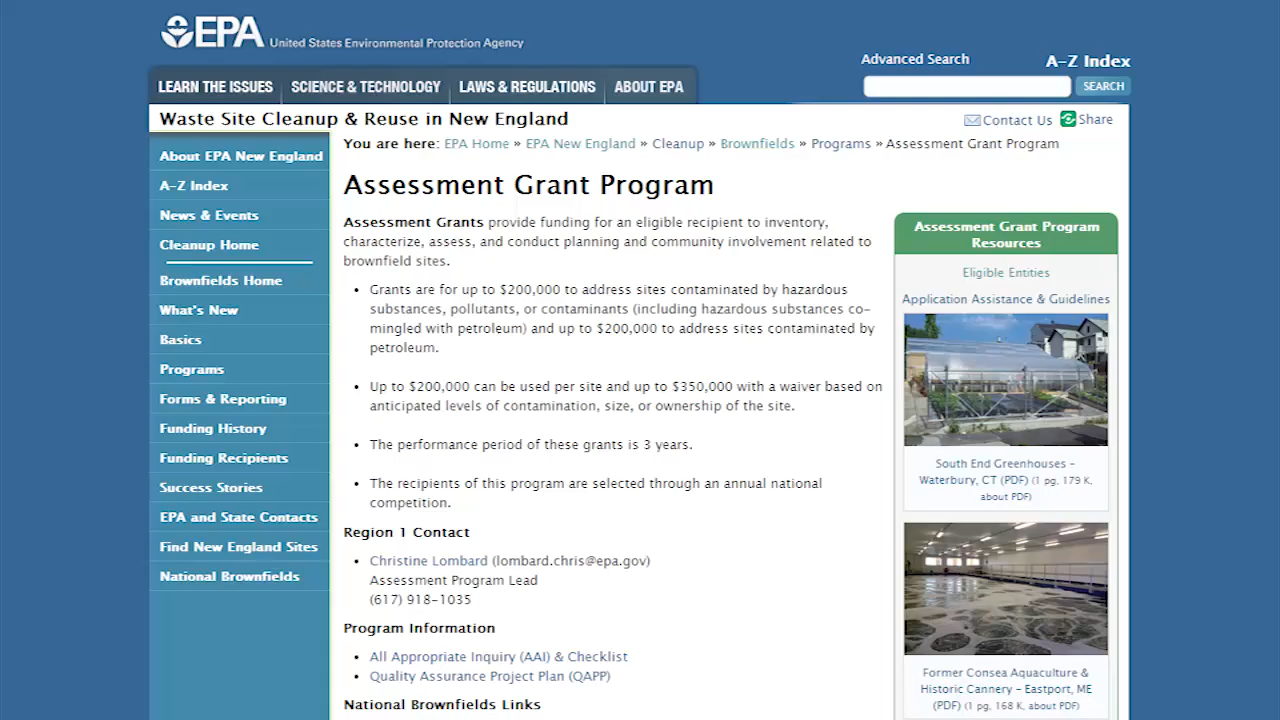 EPA United States Environmental Protection Agency
Advanced Search A-Z Index
LEARN THE ISSUES SCIENCE & TECHNOLOGY LAWS & REGULATIONS ABOUT EPA
SEARCH
Waste Site Cleanup & Reuse in New England
Contact Us Share
You are here: EPA Home » EPA New England » Cleanup » Brownfields » Programs » Assessment Grant Program
About EPA New England
A-Z Index
News & Events
Cleanup Home
Brownfields Home
What's New
Basics
Programs
Forms & Reporting
Funding History
Funding Recipients
Success Stories
EPA and State Contacts
Find New England Sites
National Brownfields
Assessment Grant Program
Assessment Grants provide funding for an eligible recipient to inventory,
characterize, assess, and conduct planning and community involvement related to
brownfield sites.
• Grants are for up to $200,000 to address sites contaminated by hazardous
substances, pollutants, or contaminants (including hazardous substances co-
mingled with petroleum) and up to $200,000 to address sites contaminated by
petroleum.
• Up to $200,000 can be used per site and up to $350,000 with a waiver based on
anticipated levels of contamination, size, or ownership of the site.
• The performance period of these grants is 3 years.
• The recipients of this program are selected through an annual national
competition.
Region 1 Contact
• Christine Lombard (lombard.chris@epa.gov)
Assessment Program Lead
(617) 918-1035
Program Information
• All Appropriate Inquiry (AAI) & Checklist
• Quality Assurance Project Plan (QAPP)
National Brownfields Links
Assessment Grant Program
Resources
Eligible Entities
Application Assistance & Guidelines
South End Greenhouses -
Waterbury, CT (PDF) (1 pg, 179 K,
about PDF)
Former Consea Aquaculture &
Historic Cannery - Eastport, ME
(PDF) (1 pg, 168 K, about PDF)